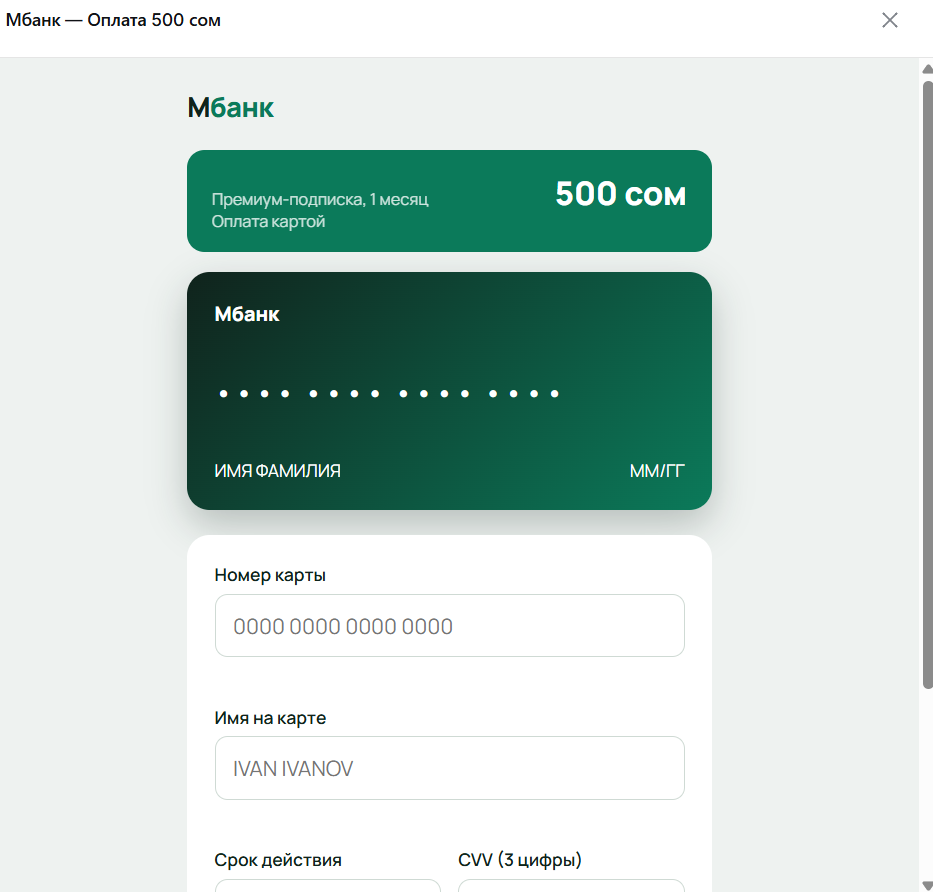 Мбанк — Оплата 500 сом
Мбанк
Премиум-подписка, 1 месяц
Оплата картой
500 сом
Мбанк
•••• •••• •••• ••••
ИМЯ ФАМИЛИЯ
ММ/ГГ
Номер карты
0000 0000 0000 0000
Имя на карте
IVAN IVANOV
Срок действия
CVV (3 цифры)